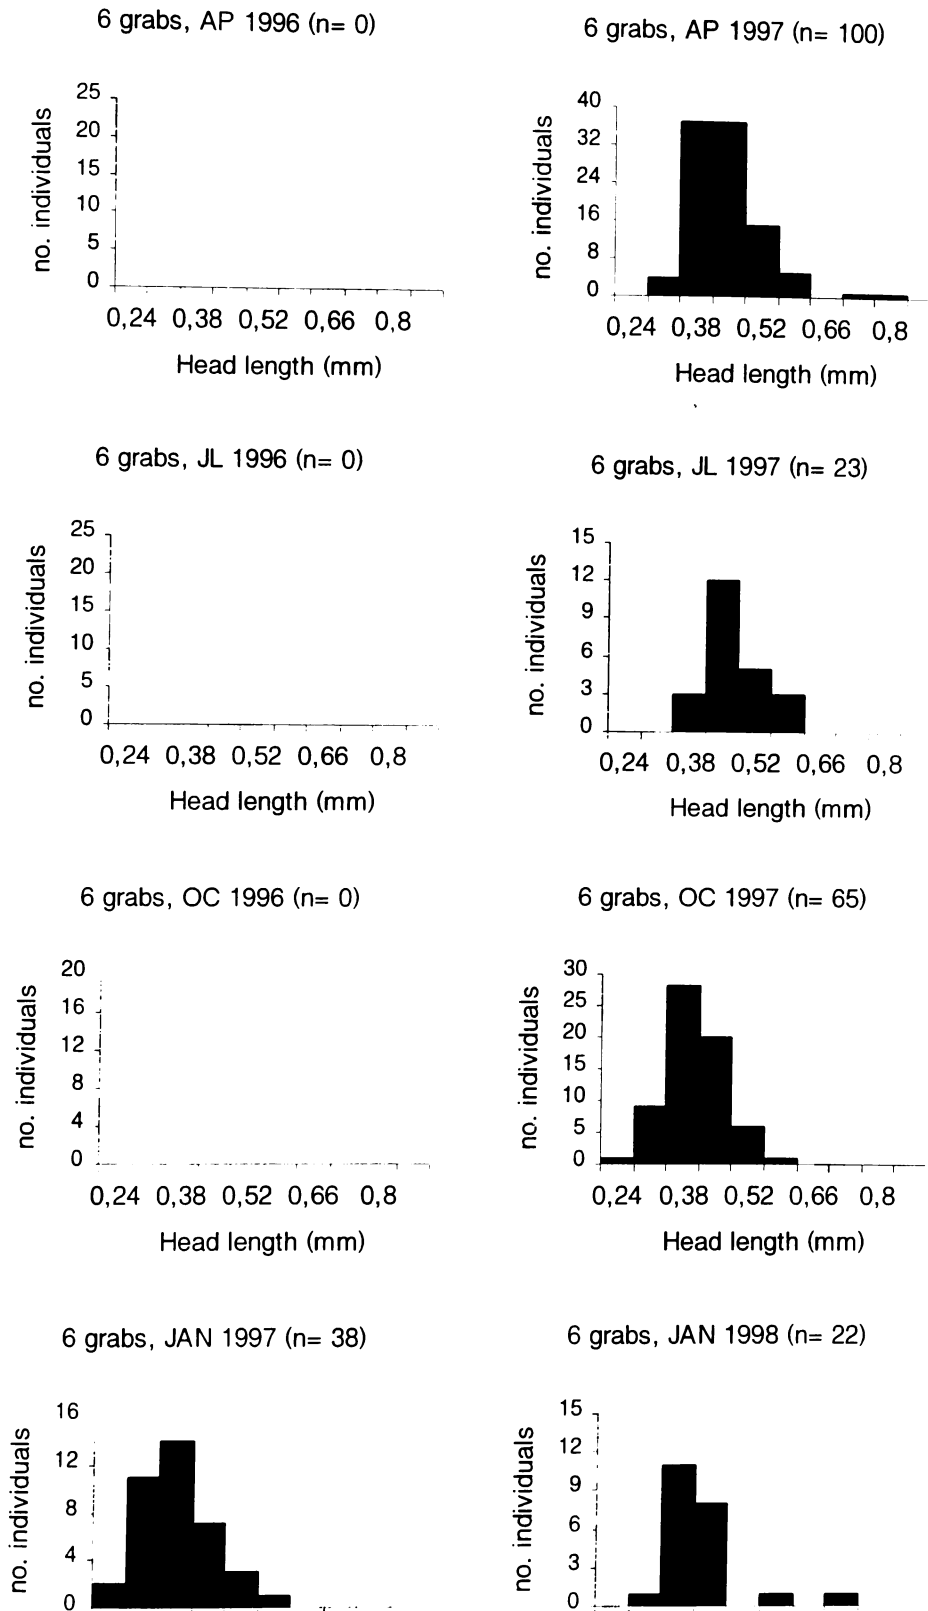 6 grabs, AP 1996 (n= 0)
no. individuals
25
20
15
10
5
0
0,24 0,38 0,52 0,66 0,8
Head length (mm)
6 grabs, AP 1997 (n= 100)
no. individuals
40
32
24
16
8
0
0,24 0,38 0,52 0,66 0,8
Head length (mm)
6 grabs, JL 1996 (n= 0)
no. individuals
25
20
15
10
5
0
0,24 0,38 0,52 0,66 0,8
Head length (mm)
6 grabs, JL 1997 (n= 23)
no. individuals
15
12
9
6
3
0
0,24 0,38 0,52 0,66 0,8
Head length (mm)
6 grabs, OC 1996 (n= 0)
no. individuals
20
16
12
8
4
0
0,24 0,38 0,52 0,66 0,8
Head length (mm)
6 grabs, OC 1997 (n= 65)
no. individuals
30
25
20
15
10
5
0
0,24 0,38 0,52 0,66 0,8
Head length (mm)
6 grabs, JAN 1997 (n= 38)
no. individuals
16
12
8
4
0
6 grabs, JAN 1998 (n= 22)
no. individuals
15
12
9
6
3
0